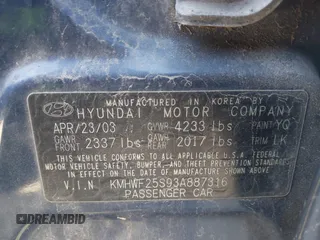 MANUFACTURED IN KOREA BY
HYUNDAI MOTOR COMPANY
APR/23/03 GVWR 4233 lbs PAINT YQ
GAWR FRONT 2337 lbs GAWR REAR 2017 lbs TRIM LK
THIS VEHICLE CONFORMS TO ALL APPLICABLE FEDERAL
MOTOR VEHICLE SAFETY, BUMPER, AND THEFT PREVENTION
STANDARDS IN EFFECT ON THE DATE OF MANUFACTURE
SHOWN ABOVE.
V.I.N. KMHWF25S93A887316
PASSENGER CAR
DRIVABIDIMAGE